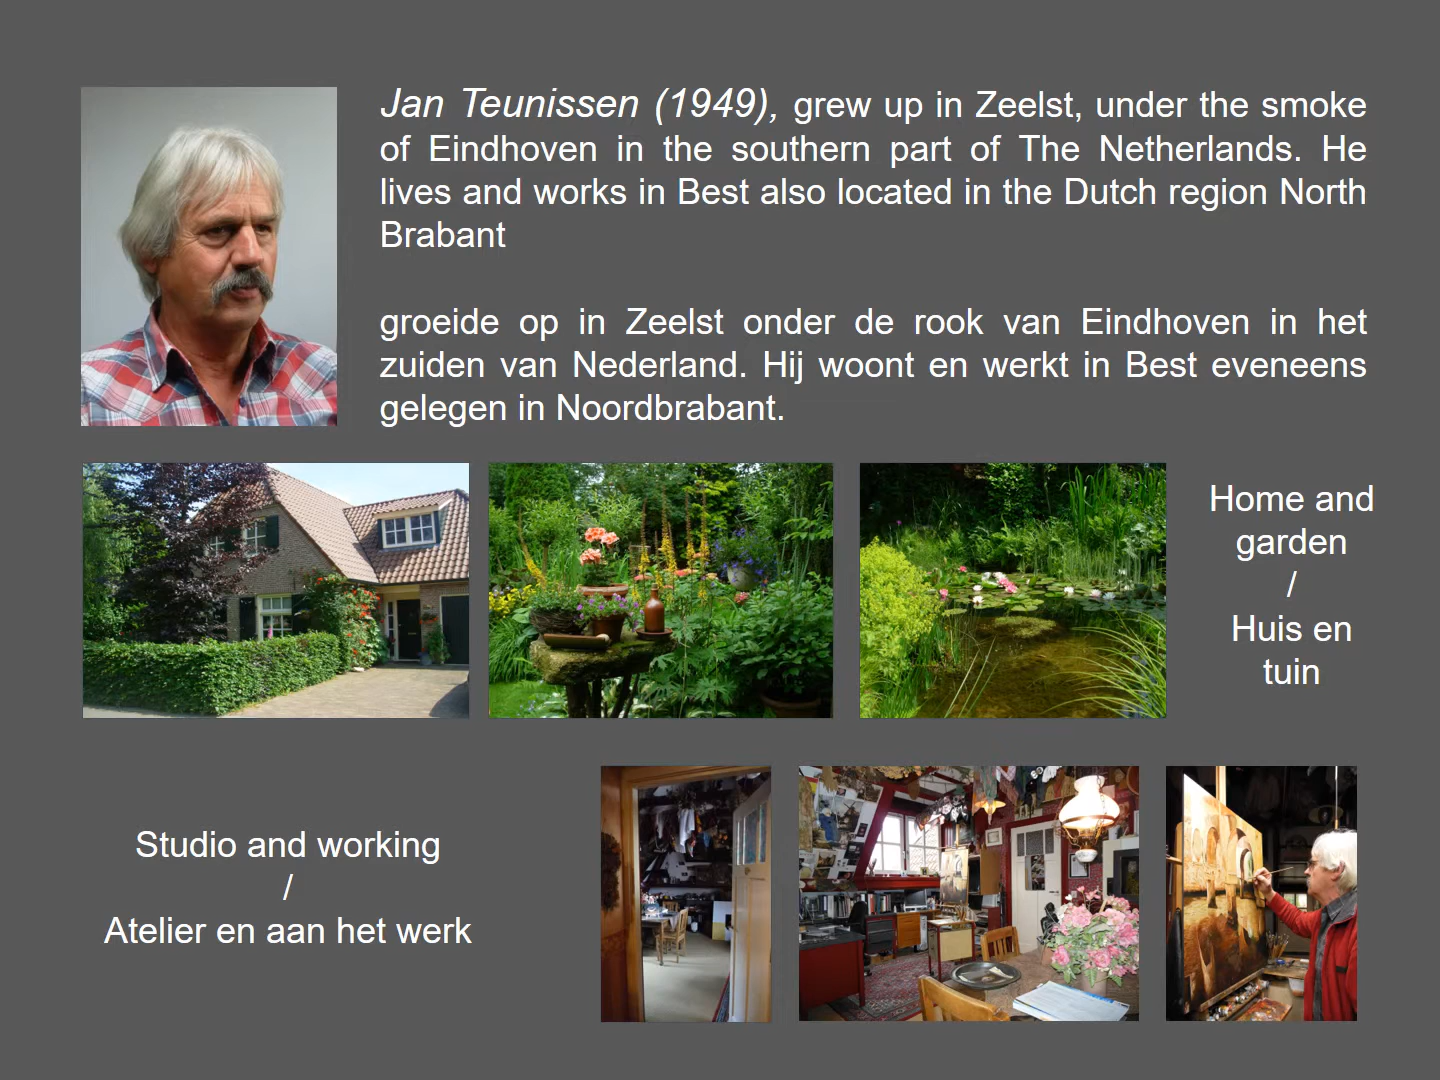 Jan Teunissen (1949), grew up in Zeelst, under the smoke
of Eindhoven in the southern part of The Netherlands. He
lives and works in Best also located in the Dutch region North
Brabant
groeide op in Zeelst onder de rook van Eindhoven in het
zuiden van Nederland. Hij woont en werkt in Best eveneens
gelegen in Noordbrabant.
Home and
garden
/
Huis en
tuin
Studio and working
/
Atelier en aan het werk